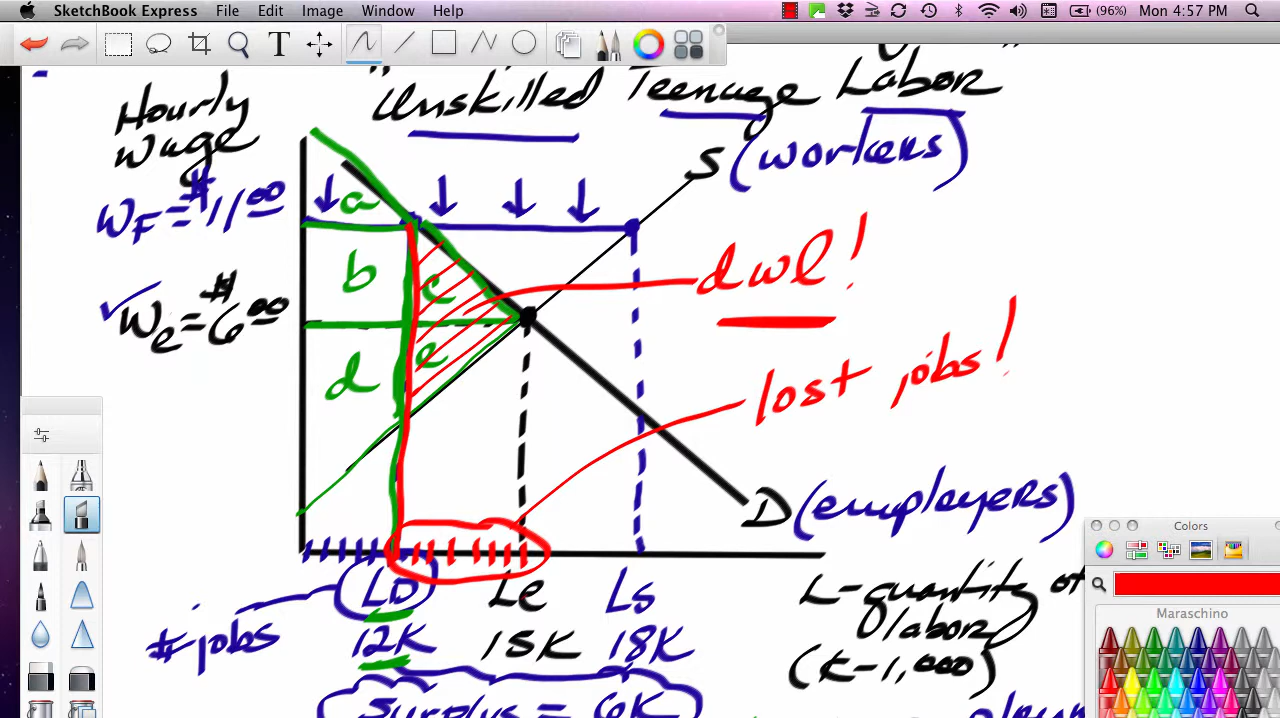 SketchBook Express File Edit Image Window Help (96%) Mon 4:57 PM
T
Hourly
Wage
"Unskilled Teenage Labor"
S (workers)
WF = $11.00
a
b
c
dwl!
We = $6.00
d
e
lost jobs!
D (employers)
Colors
Maraschino
LD Le Ls
L - quantity of
labor
(K - 1,000)
# jobs
12K 15K 18K
Surplus = 6K